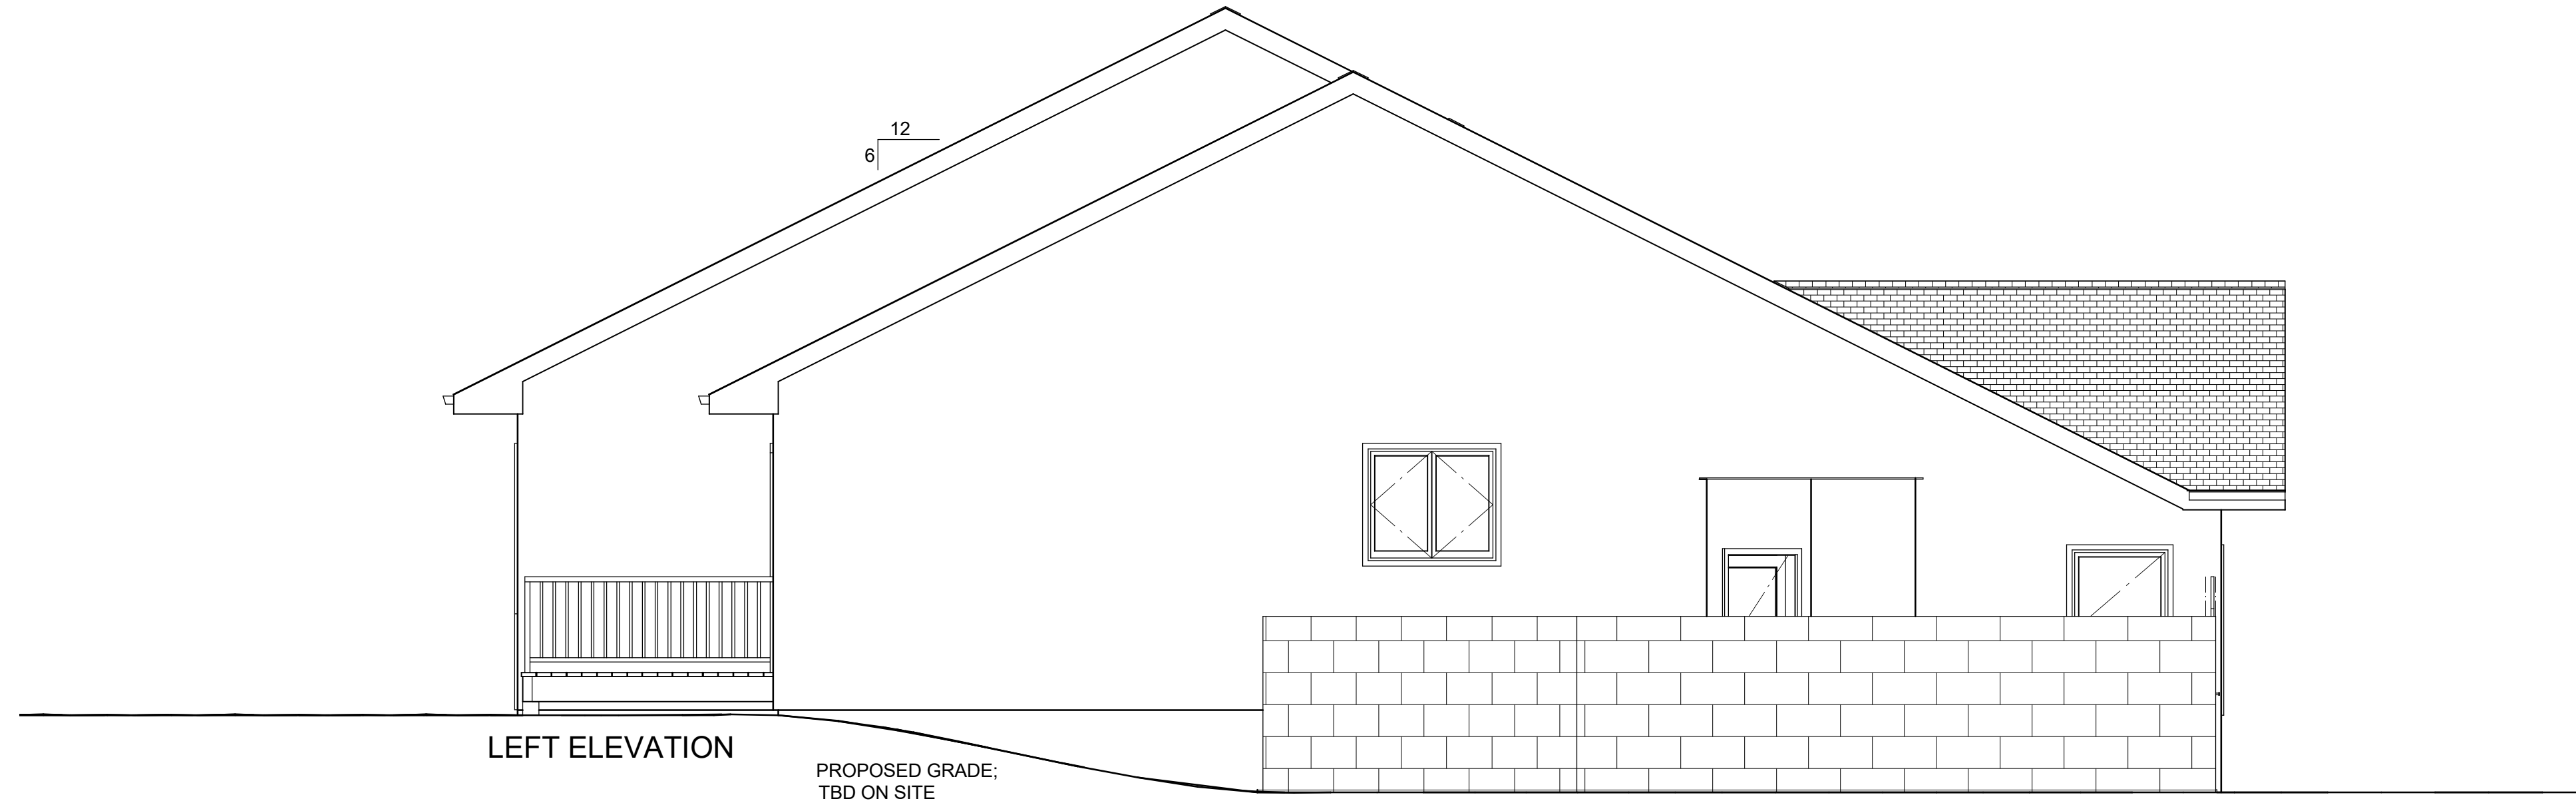 12
6
LEFT ELEVATION
PROPOSED GRADE;
TBD ON SITE